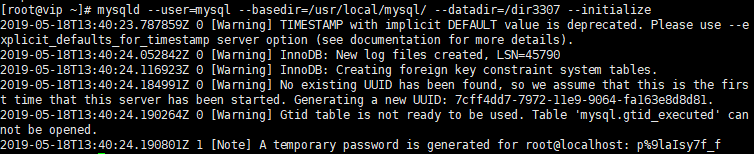 [root@vip ~]# mysqld --user=mysql --basedir=/usr/local/mysql/ --datadir=/dir3307 --initialize
2019-05-18T13:40:23.787859Z 0 [Warning] TIMESTAMP with implicit DEFAULT value is deprecated. Please use --e
xplicit_defaults_for_timestamp server option (see documentation for more details).
2019-05-18T13:40:24.052842Z 0 [Warning] InnoDB: New log files created, LSN=45790
2019-05-18T13:40:24.116923Z 0 [Warning] InnoDB: Creating foreign key constraint system tables.
2019-05-18T13:40:24.184991Z 0 [Warning] No existing UUID has been found, so we assume that this is the firs
t time that this server has been started. Generating a new UUID: 7cff4dd7-7972-11e9-9064-fa163e8d8d81.
2019-05-18T13:40:24.190264Z 0 [Warning] Gtid table is not ready to be used. Table 'mysql.gtid_executed' can
not be opened.
2019-05-18T13:40:24.190801Z 1 [Note] A temporary password is generated for root@localhost: p%9laIsy7f_f